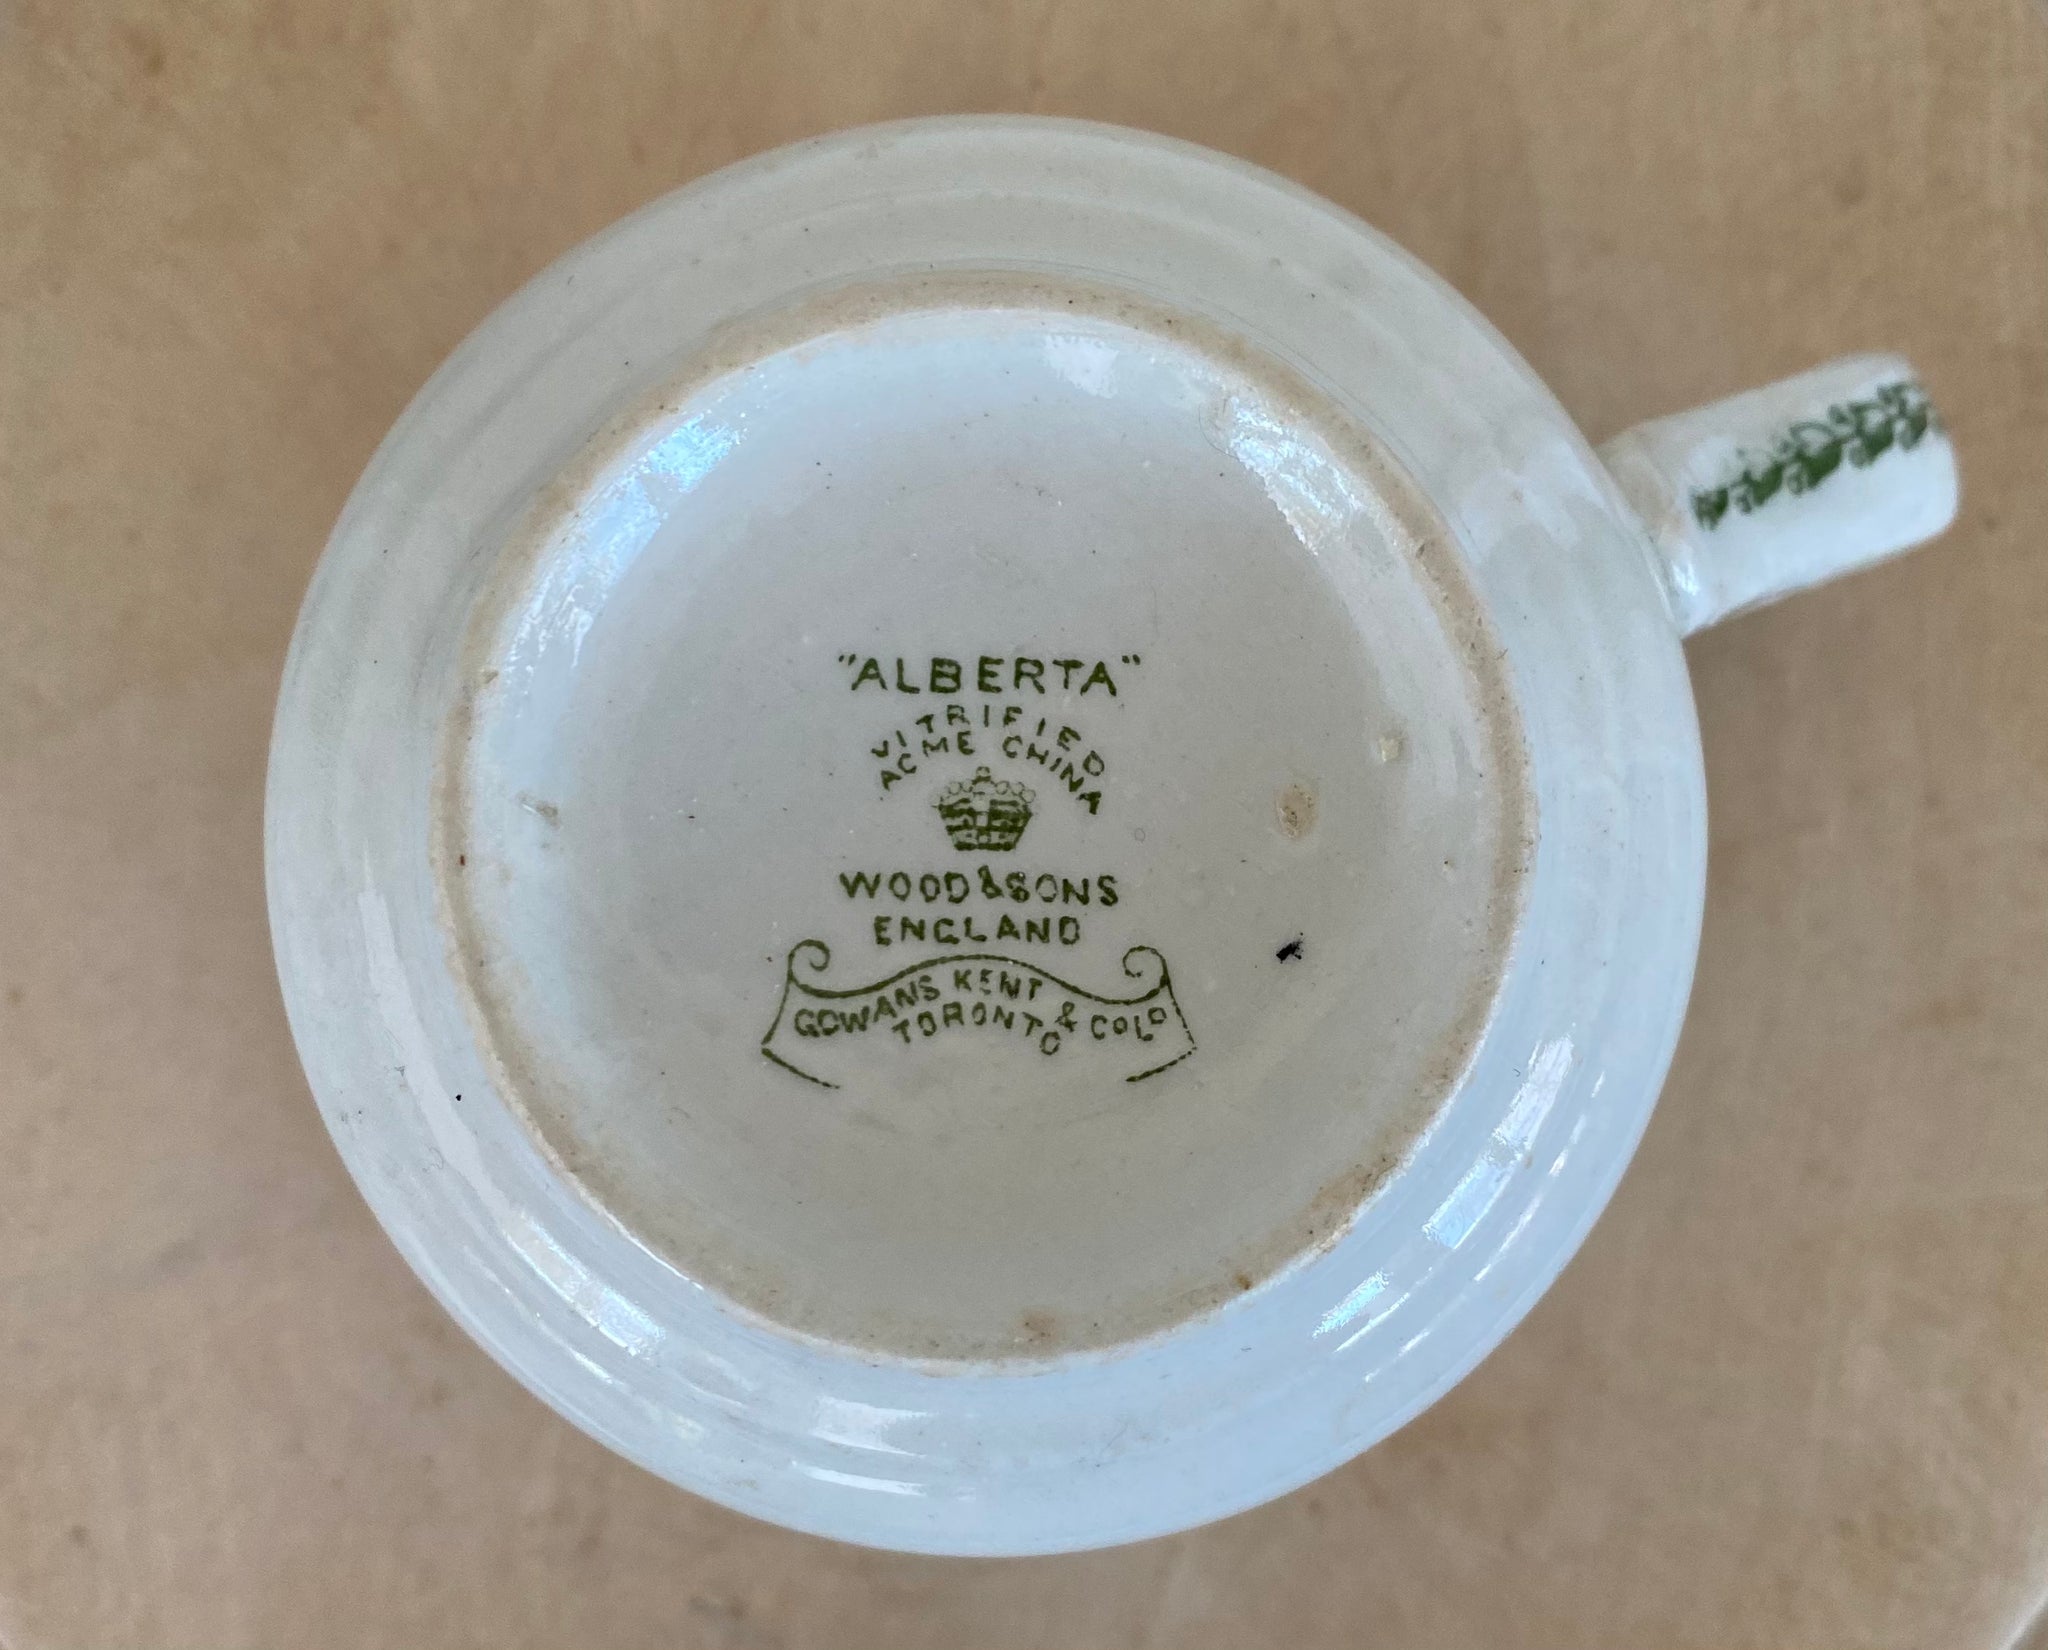 "ALBERTA"
VITRIFIED
ACME CHINA
WOOD & SONS
ENGLAND
GOWANS KENT & CO LD
TORONTO